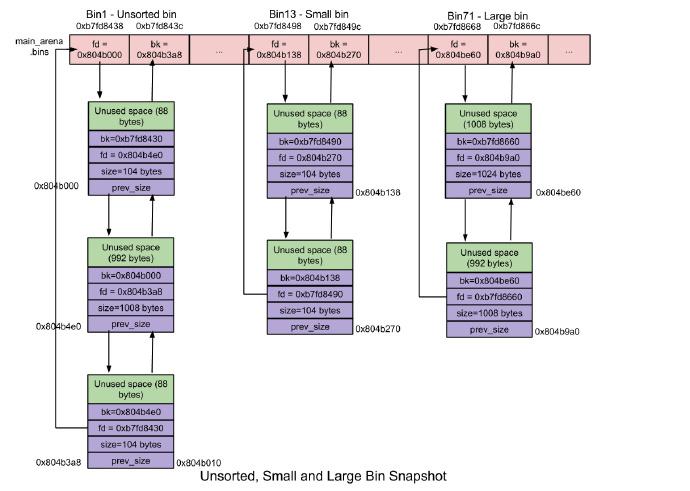 Bin1 - Unsorted bin
0xb7fd8438 0xb7fd843c
Bin13 - Small bin
0xb7fd8498 0xb7fd849c
Bin71 - Large bin
0xb7fd8668 0xb7fd866c
main_arena
.bins
fd =
0x804b000
bk =
0x804b3a8
...
fd =
0x804b138
bk =
0x804b270
...
fd =
0x804be60
bk =
0x804b9a0
...
Unused space (88
bytes)
bk=0xb7fd8430
fd = 0x804b4e0
size=104 bytes
prev_size
0x804b000
Unused space
(992 bytes)
bk=0x804b000
fd = 0x804b3a8
size=1008 bytes
prev_size
0x804b4e0
Unused space (88
bytes)
bk=0x804b4e0
fd = 0xb7fd8430
size=104 bytes
prev_size
0x804b3a8
0x804b010
Unused space (88
bytes)
bk=0xb7fd8490
fd = 0x804b270
size=104 bytes
prev_size
0x804b138
Unused space (88
bytes)
bk=0x804b138
fd = 0xb7fd8490
size=104 bytes
prev_size
0x804b270
Unused space
(1008 bytes)
bk=0xb7fd8660
fd = 0x804b9a0
size=1024 bytes
prev_size
0x804be60
Unused space
(992 bytes)
bk=0x804be60
fd = 0xb7fd8660
size=1008 bytes
prev_size
0x804b9a0
Unsorted, Small and Large Bin Snapshot